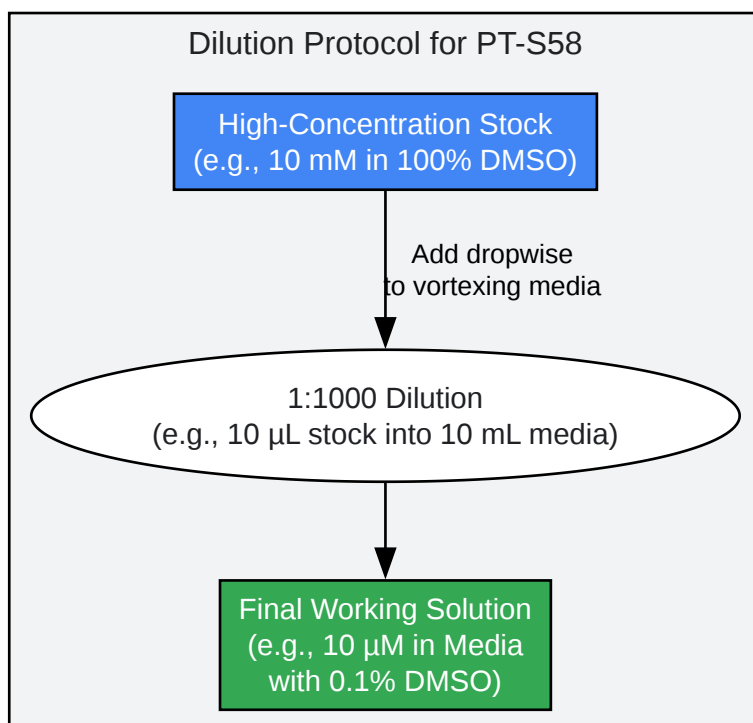 Dilution Protocol for PT-S58
High-Concentration Stock
(e.g., 10 mM in 100% DMSO)
Add dropwise
to vortexing media
1:1000 Dilution
(e.g., 10 µL stock into 10 mL media)
Final Working Solution
(e.g., 10 µM in Media
with 0.1% DMSO)